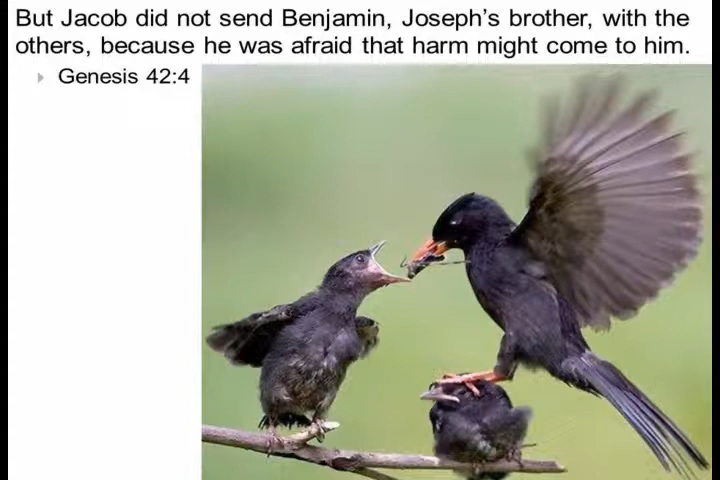 But Jacob did not send Benjamin, Joseph’s brother, with the
others, because he was afraid that harm might come to him.
Genesis 42:4